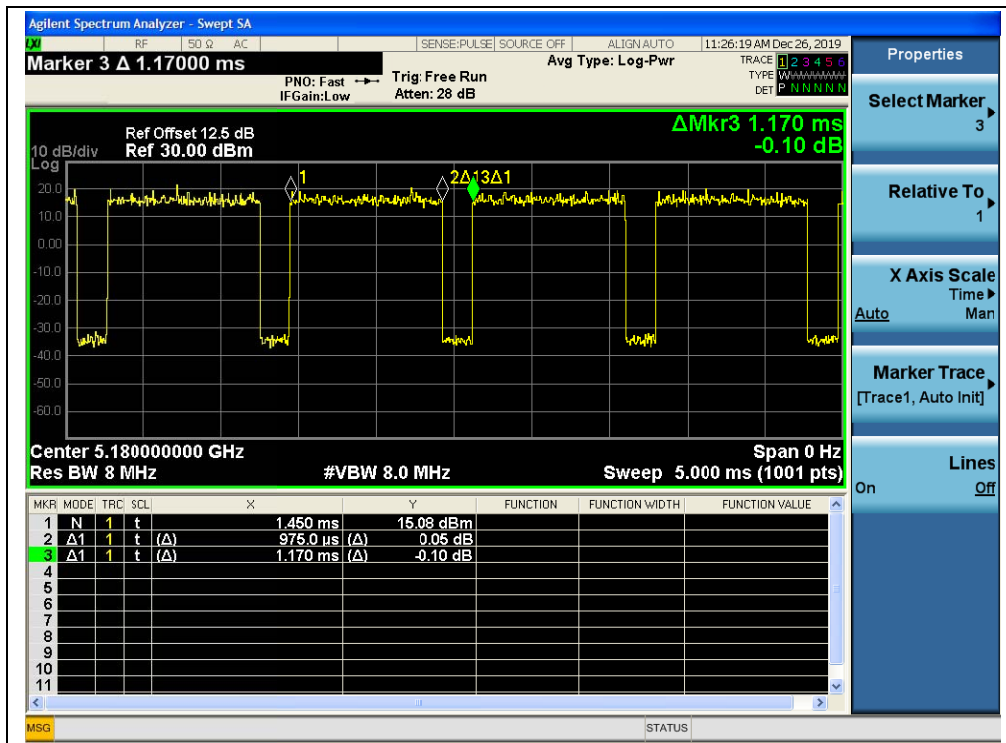 Agilent Spectrum Analyzer - Swept SA
LXI RF 50 Ω AC SENSE:PULSE SOURCE OFF ALIGN AUTO 11:26:19 AM Dec 26, 2019
Marker 3 Δ 1.17000 ms
PNO: Fast
IFGain:Low
Trig: Free Run
Atten: 28 dB
Avg Type: Log-Pwr
TRACE 1 2 3 4 5 6
TYPE
DET P N N N N N
ΔMkr3 1.170 ms
-0.10 dB
Ref Offset 12.5 dB
10 dB/div Ref 30.00 dBm
Log
1
2Δ1
3Δ1
20.0
10.0
0.00
-10.0
-20.0
-30.0
-40.0
-50.0
-60.0
Center 5.180000000 GHz Span 0 Hz
Res BW 8 MHz #VBW 8.0 MHz Sweep 5.000 ms (1001 pts)
MKR MODE TRC SCL X Y FUNCTION FUNCTION WIDTH FUNCTION VALUE
1 N 1 t 1.450 ms 15.08 dBm
2 Δ1 1 t (Δ) 975.0 µs (Δ) 0.05 dB
3 Δ1 1 t (Δ) 1.170 ms (Δ) -0.10 dB
4
5
6
7
8
9
10
11
MSG STATUS
Properties
Select Marker
3
Relative To
1
X Axis Scale
Time
Auto Man
Marker Trace
[Trace1, Auto Init]
Lines
On Off